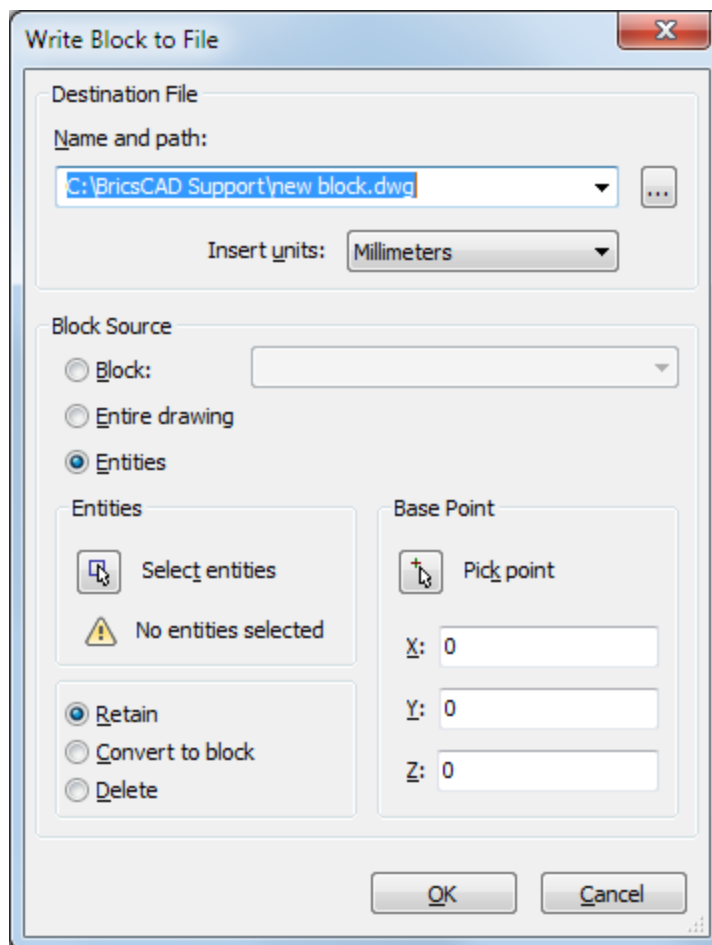 Write Block to File
Destination File
Name and path:
C:\BricsCAD Support\new block.dwg
...
Insert units: Millimeters
Block Source
Block:
Entire drawing
Entities
Entities
Select entities
No entities selected
Retain
Convert to block
Delete
Base Point
Pick point
X: 0
Y: 0
Z: 0
OK Cancel